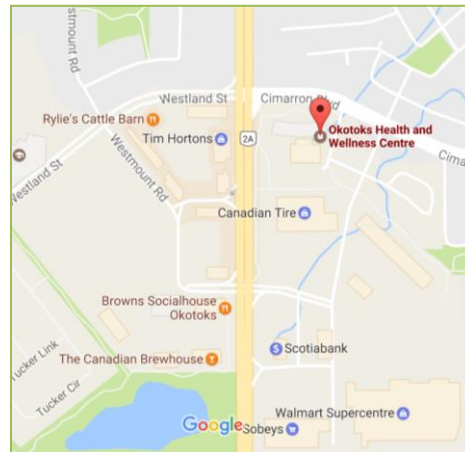 Westmount Rd
Westland St
Cimarron Blvd
Rylie's Cattle Barn
Tim Hortons
2A
Okotoks Health and
Wellness Centre
Cima
Westland St
Westmount Rd
Canadian Tire
Browns Socialhouse
Okotoks
Scotiabank
The Canadian Brewhouse
Tucker Link
Tucker Cir
Walmart Supercentre
Google
Sobeys